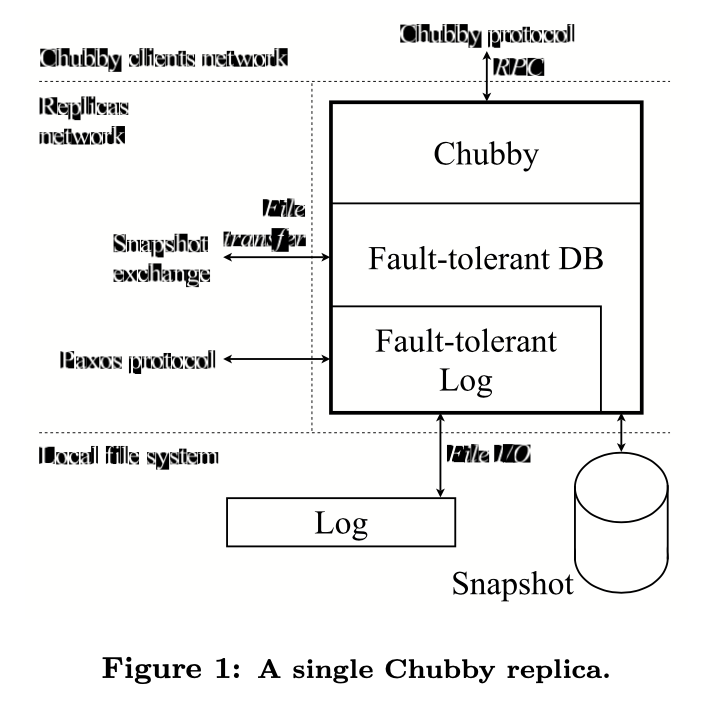 Chubby protocol
Chubby clients network
RPC
Replicas
network
Chubby
File
transfer
Snapshot
exchange
Fault-tolerant DB
Fault-tolerant
Log
Paxos protocol
Local file system
File I/O
Log
Snapshot
Figure 1: A single Chubby replica.